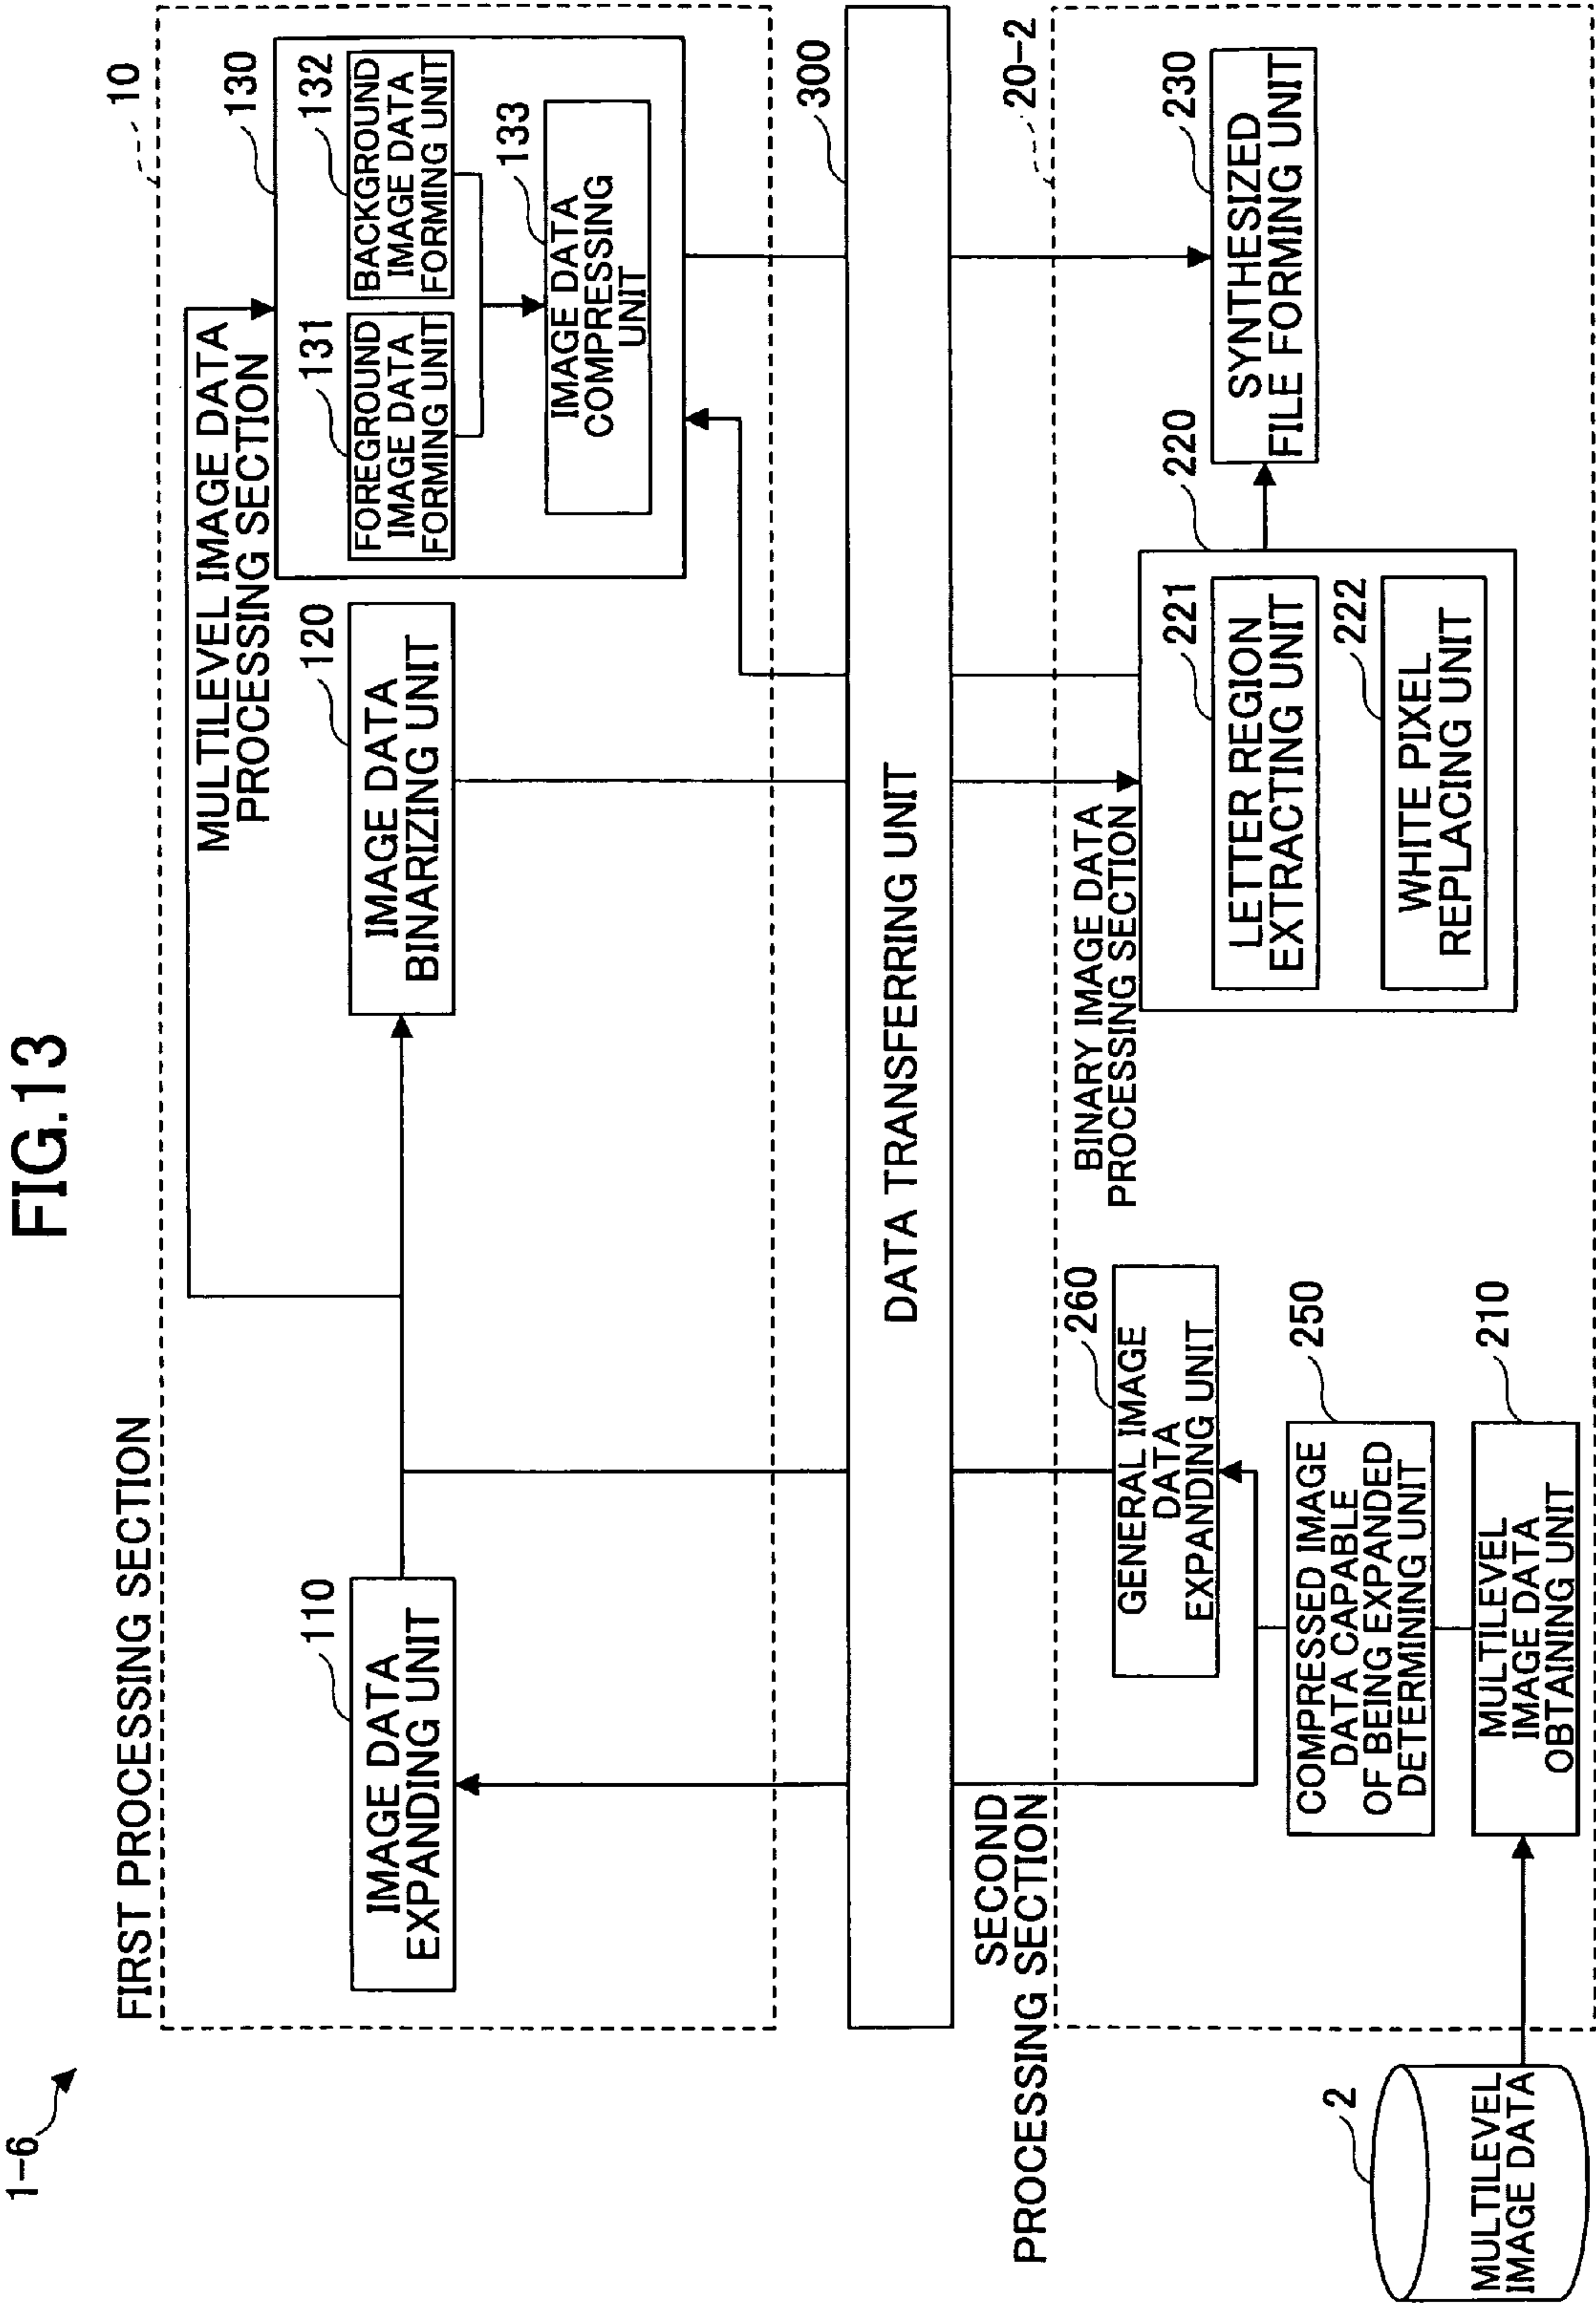 FIG.13
1-6
FIRST PROCESSING SECTION
10
MULTILEVEL IMAGE DATA
PROCESSING SECTION
130
110
IMAGE DATA
EXPANDING UNIT
120
IMAGE DATA
BINARIZING UNIT
131
FOREGROUND
IMAGE DATA
FORMING UNIT
132
BACKGROUND
IMAGE DATA
FORMING UNIT
133
IMAGE DATA
COMPRESSING
UNIT
300
DATA TRANSFERRING UNIT
SECOND
PROCESSING SECTION
20-2
260
GENERAL IMAGE
DATA
EXPANDING UNIT
BINARY IMAGE DATA
PROCESSING SECTION
220
221
LETTER REGION
EXTRACTING UNIT
222
WHITE PIXEL
REPLACING UNIT
230
SYNTHESIZED
FILE FORMING UNIT
250
COMPRESSED IMAGE
DATA CAPABLE
OF BEING EXPANDED
DETERMINING UNIT
210
MULTILEVEL
IMAGE DATA
OBTAINING UNIT
2
MULTILEVEL
IMAGE DATA